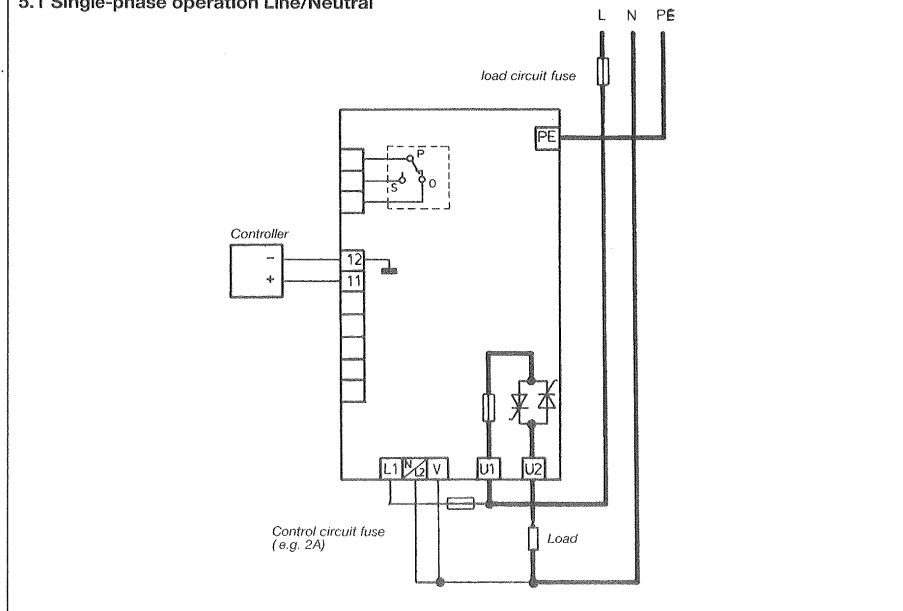 5.1 Single-phase operation Line/Neutral
L N PE
load circuit fuse
PE
P
S O
Controller
- 12
+ 11
L1 N/L2 V U1 U2
Control circuit fuse
(e.g. 2A)
Load